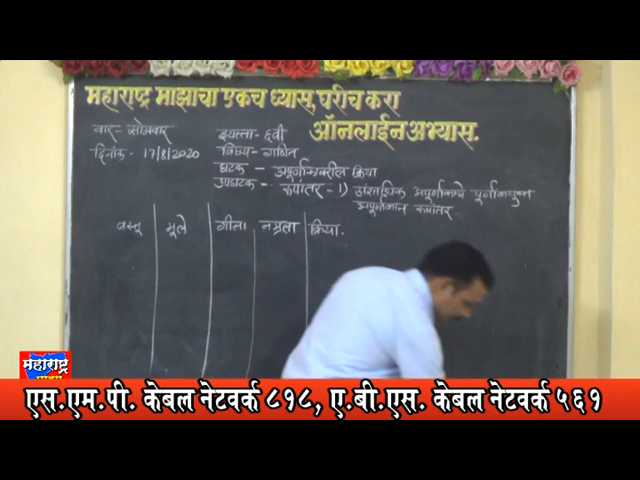 महाराष्ट्र माझाचा एकच ध्यास, घरीच करा
ऑनलाईन अभ्यास.
वार= सोमवार
दिनांक- 17/8/2020
इयत्ता- ६वी
विषय- गणित
घटक - अपूर्णांकावरील क्रिया
उपघटक -- रूपांतर - 1) अंशाधिक अपूर्णांकाचे पूर्णांकयुक्त
अपूर्णांकात रूपांतर.
वस्तू मुले गीता नम्रता क्रिया.
महाराष्ट्र
माझा
एस.एम.पी. केबल नेटवर्क ८१८, ए.बी.एस. केबल नेटवर्क ५६१